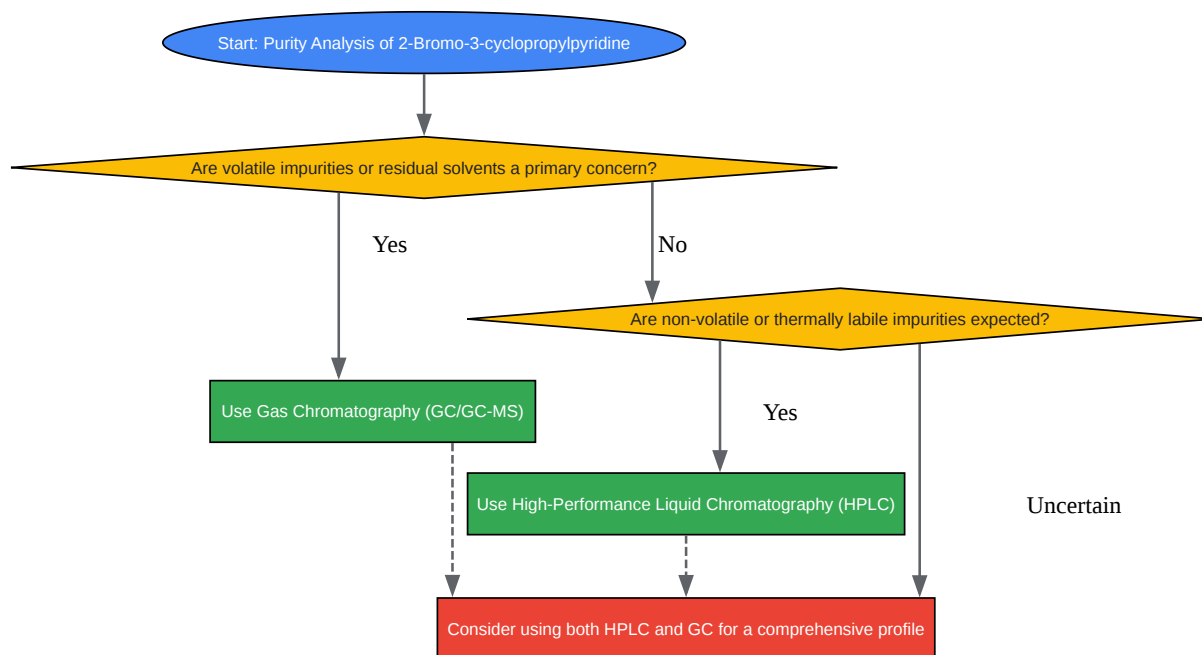 Start: Purity Analysis of 2-Bromo-3-cyclopropylpyridine
Are volatile impurities or residual solvents a primary concern?
Yes
No
Are non-volatile or thermally labile impurities expected?
Use Gas Chromatography (GC/GC-MS)
Yes
Use High-Performance Liquid Chromatography (HPLC)
Uncertain
Consider using both HPLC and GC for a comprehensive profile